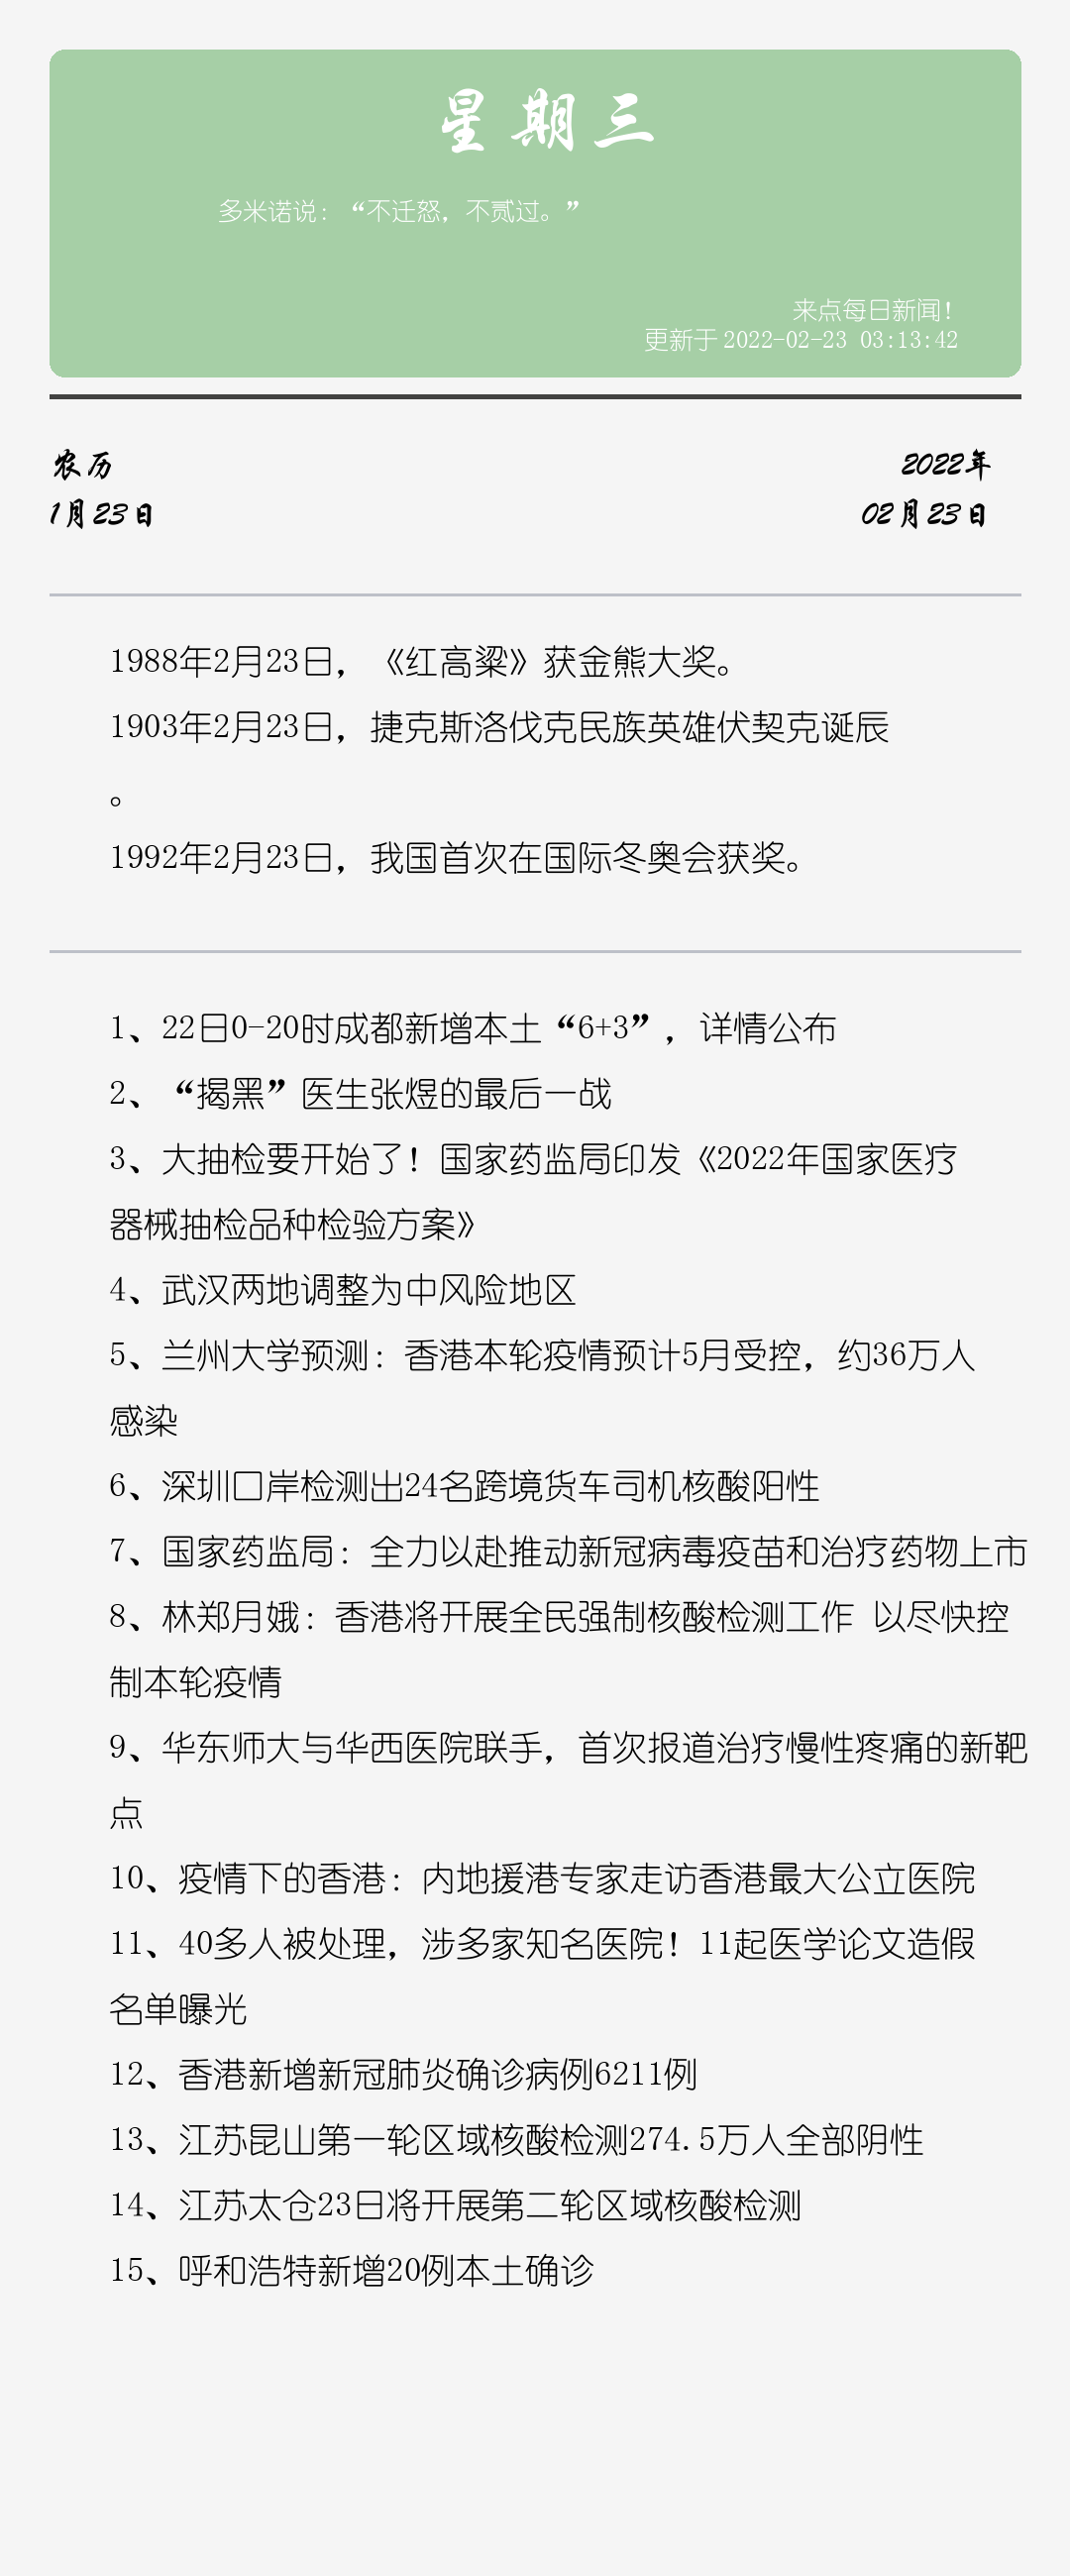 星期三
多米诺说：“不迁怒，不贰过。”
来点每日新闻！
更新于2022-02-23 03:13:42
农历
2022年
1月23日
02月23日
1988年2月23日，《红高粱》获金熊大奖。
1903年2月23日，捷克斯洛伐克民族英雄伏契克诞辰
。
1992年2月23日，我国首次在国际冬奥会获奖。
1、22日0-20时成都新增本土“6+3”，详情公布
2、“揭黑”医生张煜的最后一战
3、大抽检要开始了！国家药监局印发《2022年国家医疗
器械抽检品种检验方案》
4、武汉两地调整为中风险地区
5、兰州大学预测：香港本轮疫情预计5月受控，约36万人
感染
6、深圳口岸检测出24名跨境货车司机核酸阳性
7、国家药监局：全力以赴推动新冠病毒疫苗和治疗药物上市
8、林郑月娥：香港将开展全民强制核酸检测工作 以尽快控
制本轮疫情
9、华东师大与华西医院联手，首次报道治疗慢性疼痛的新靶
点
10、疫情下的香港：内地援港专家走访香港最大公立医院
11、40多人被处理，涉多家知名医院！11起医学论文造假
名单曝光
12、香港新增新冠肺炎确诊病例6211例
13、江苏昆山第一轮区域核酸检测274.5万人全部阴性
14、江苏太仓23日将开展第二轮区域核酸检测
15、呼和浩特新增20例本土确诊